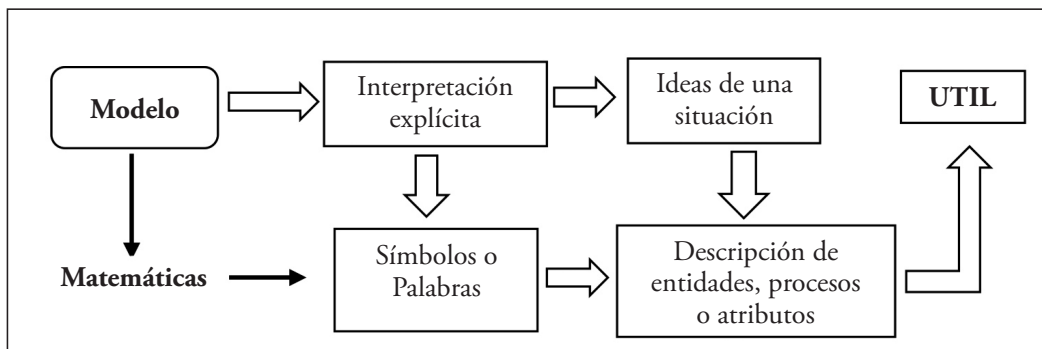 Modelo
Interpretación
explícita
Ideas de una
situación
UTIL
Matemáticas
Símbolos o
Palabras
Descripción de
entidades, procesos
o atributos